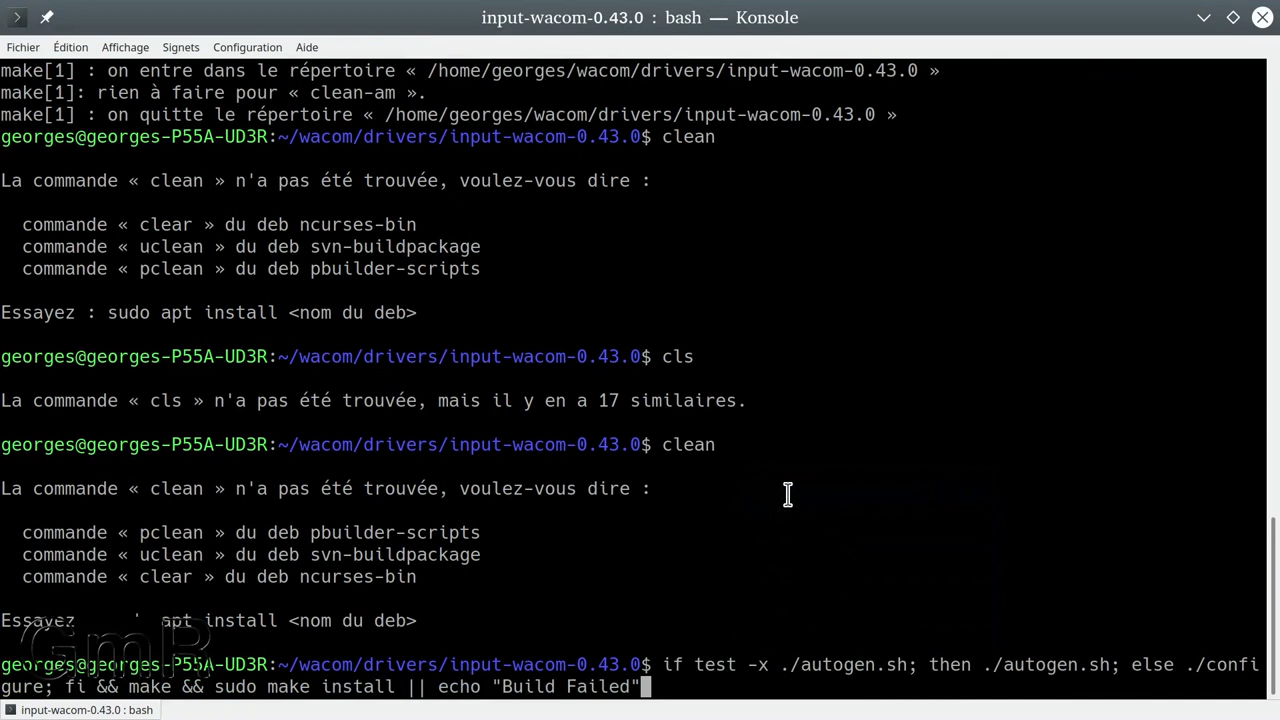 input-wacom-0.43.0 : bash — Konsole
Fichier Édition Affichage Signets Configuration Aide
make[1] : on entre dans le répertoire « /home/georges/wacom/drivers/input-wacom-0.43.0 »
make[1]: rien à faire pour « clean-am ».
make[1] : on quitte le répertoire « /home/georges/wacom/drivers/input-wacom-0.43.0 »
georges@georges-P55A-UD3R:~/wacom/drivers/input-wacom-0.43.0$ clean
La commande « clean » n'a pas été trouvée, voulez-vous dire :
commande « clear » du deb ncurses-bin
commande « uclean » du deb svn-buildpackage
commande « pclean » du deb pbuilder-scripts
Essayez : sudo apt install <nom du deb>
georges@georges-P55A-UD3R:~/wacom/drivers/input-wacom-0.43.0$ cls
La commande « cls » n'a pas été trouvée, mais il y en a 17 similaires.
georges@georges-P55A-UD3R:~/wacom/drivers/input-wacom-0.43.0$ clean
La commande « clean » n'a pas été trouvée, voulez-vous dire :
commande « pclean » du deb pbuilder-scripts
commande « uclean » du deb svn-buildpackage
commande « clear » du deb ncurses-bin
Essayez apt install <nom du deb>
GmR
georges@georges-P55A-UD3R:~/wacom/drivers/input-wacom-0.43.0$ if test -x ./autogen.sh; then ./autogen.sh; else ./confi
gure; fi && make && sudo make install || echo "Build Failed"
input-wacom-0.43.0 : bash